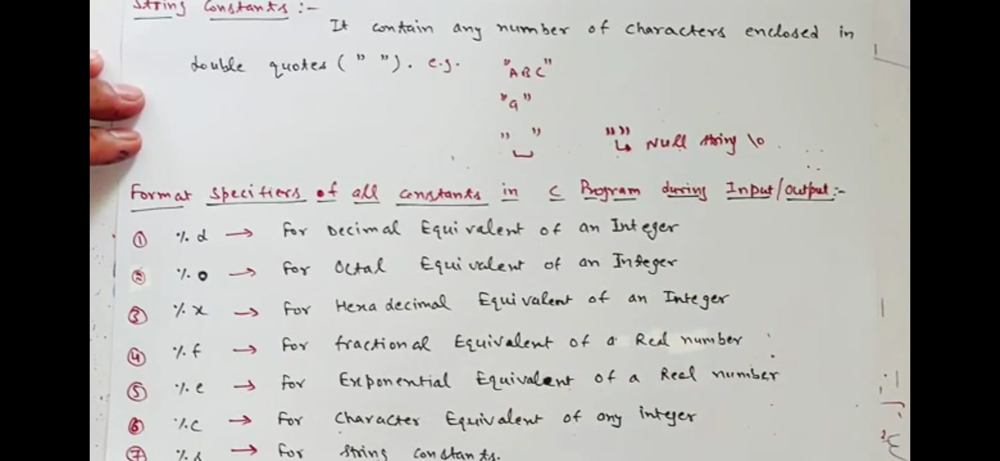 String Constants :-
It contain any number of characters enclosed in
double quotes ( " " ). e.g. "ABC"
"a"
" " "" ↳ Null string \0
Format Specifiers of all constants in C Program during Input/output :-
① %d → For Decimal Equivalent of an Integer
② %o → For Octal Equivalent of an Integer
③ %x → For Hexa decimal Equivalent of an Integer
④ %f → For fractional Equivalent of a Real number
⑤ %e → For Exponential Equivalent of a Real number
⑥ %c → For Character Equivalent of any integer
⑦ %s → For String constants.